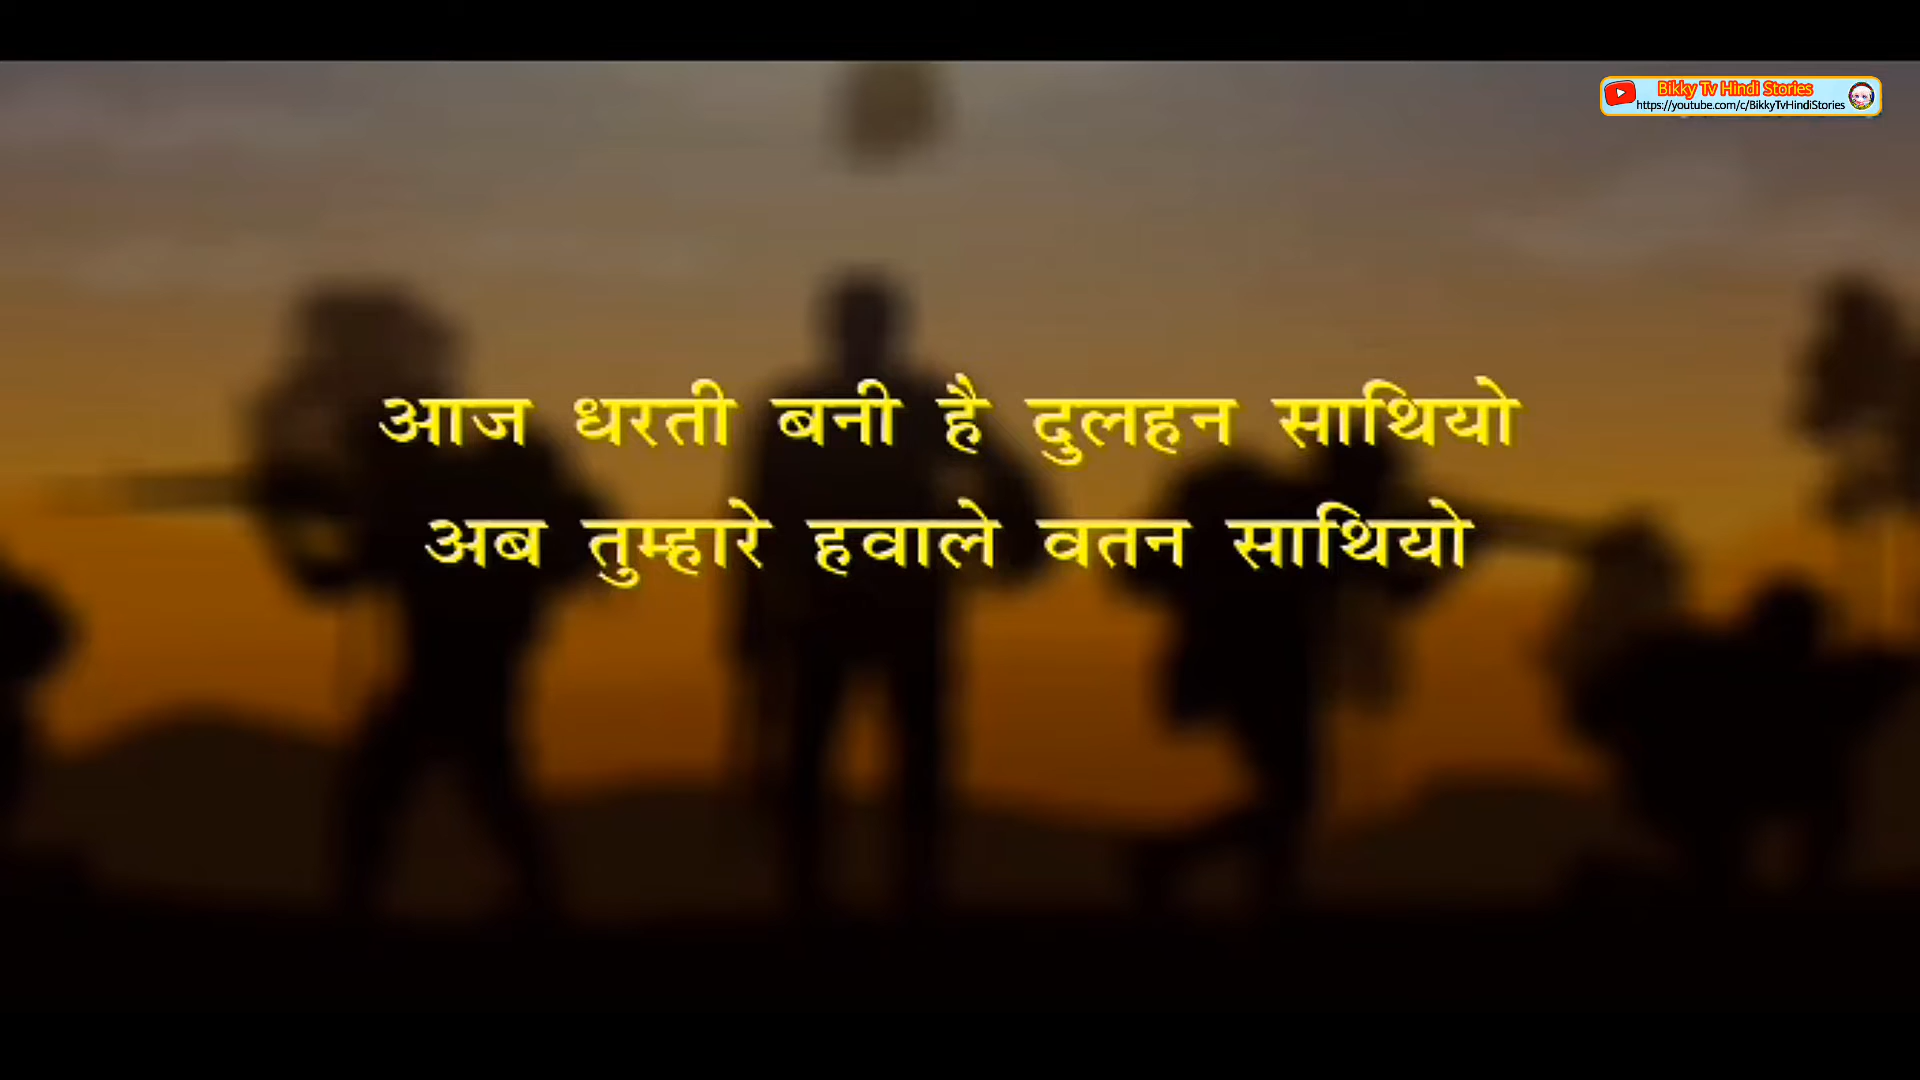 Bikky Tv Hindi Stories
https://youtube.com/c/BikkyTvHindiStories
आज धरती बनी है दुलहन साथियो
अब तुम्हारे हवाले वतन साथियो